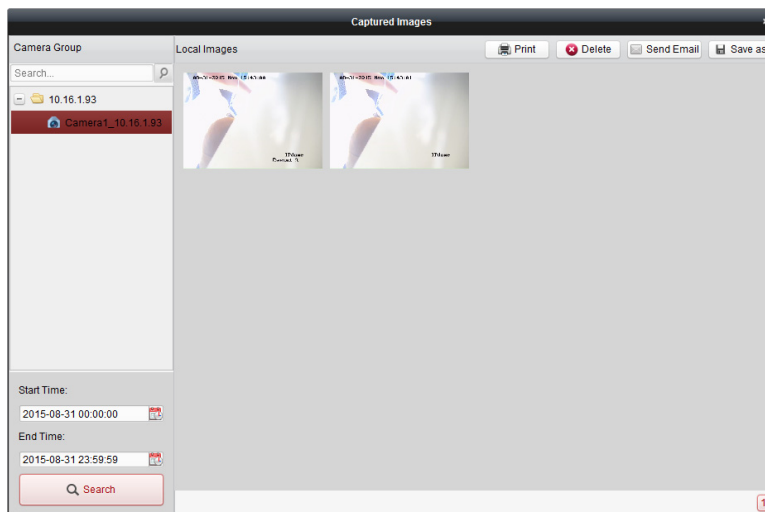 Captured Images
Camera Group
Local Images
Print
Delete
Send Email
Save as
Search...
10.16.1.93
Camera1_10.16.1.93
Start Time:
2015-08-31 00:00:00
End Time:
2015-08-31 23:59:59
Search
1